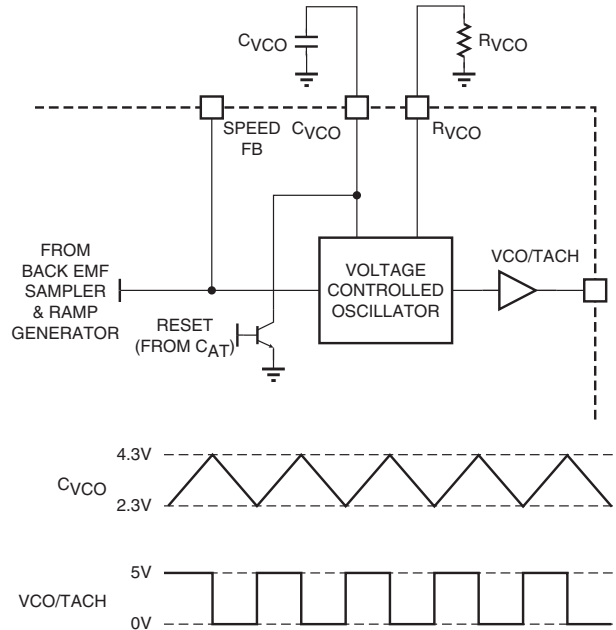 CVCO
RVCO
SPEED
FB
CVCO
RVCO
FROM
BACK EMF
SAMPLER
& RAMP
GENERATOR
RESET
(FROM CAT)
VOLTAGE
CONTROLLED
OSCILLATOR
VCO/TACH
4.3V
CVCO
2.3V
5V
VCO/TACH
0V